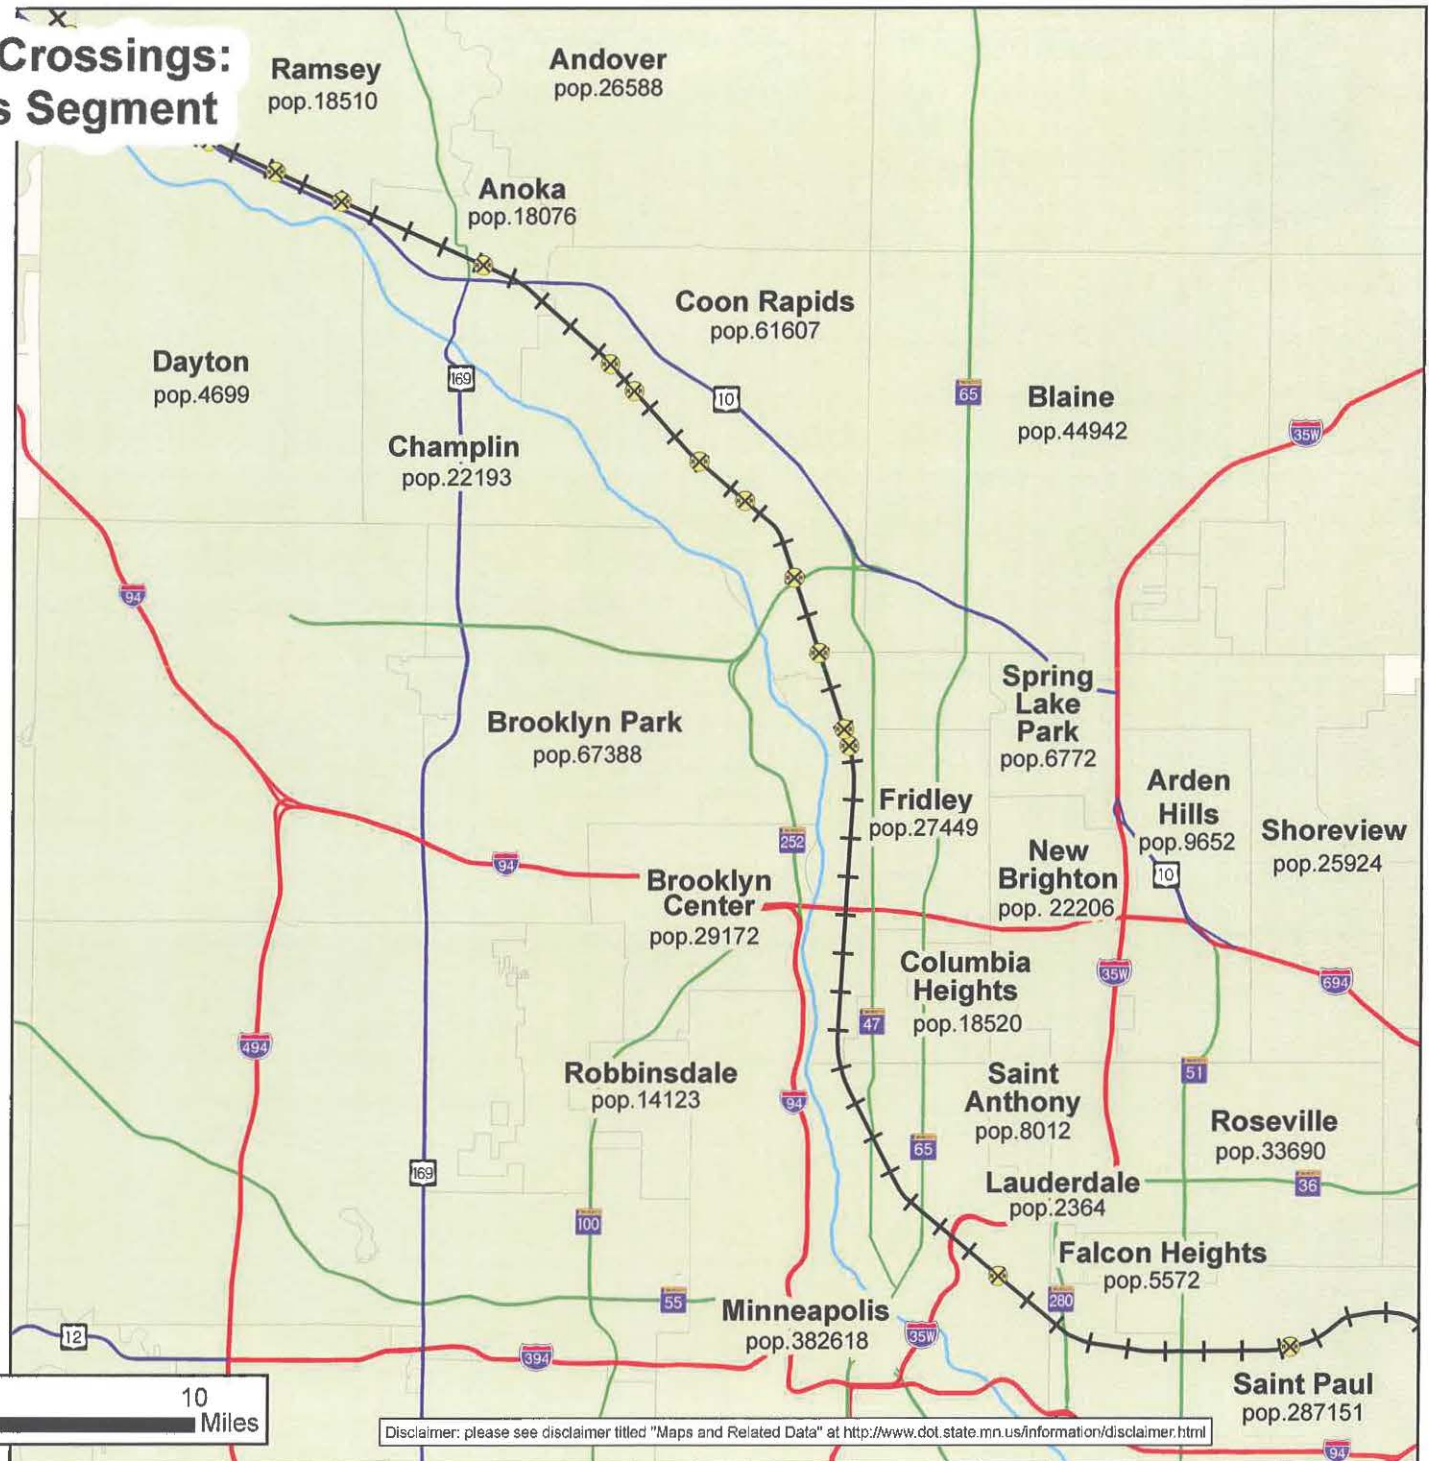 Crossings:
s Segment
Ramsey
pop.18510
Andover
pop.26588
Anoka
pop.18076
Coon Rapids
pop.61607
Dayton
pop.4699
169
10
65
Blaine
pop.44942
35W
Champlin
pop.22193
94
Spring
Lake
Park
pop.6772
Brooklyn Park
pop.67388
Arden
Hills
pop.9652
Fridley
pop.27449
Shoreview
pop.25924
252
New
Brighton
pop. 22206
10
94
Brooklyn
Center
pop.29172
Columbia
Heights
pop.18520
35W
694
47
494
Robbinsdale
pop.14123
94
Saint
Anthony
pop.8012
51
Roseville
pop.33690
65
169
Lauderdale
pop.2364
36
100
Falcon Heights
pop.5572
55
280
Minneapolis
pop.382618
35W
12
394
Saint Paul
pop.287151
10
Miles
Disclaimer: please see disclaimer titled "Maps and Related Data" at http://www.dot.state.mn.us/information/disclaimer.html
94